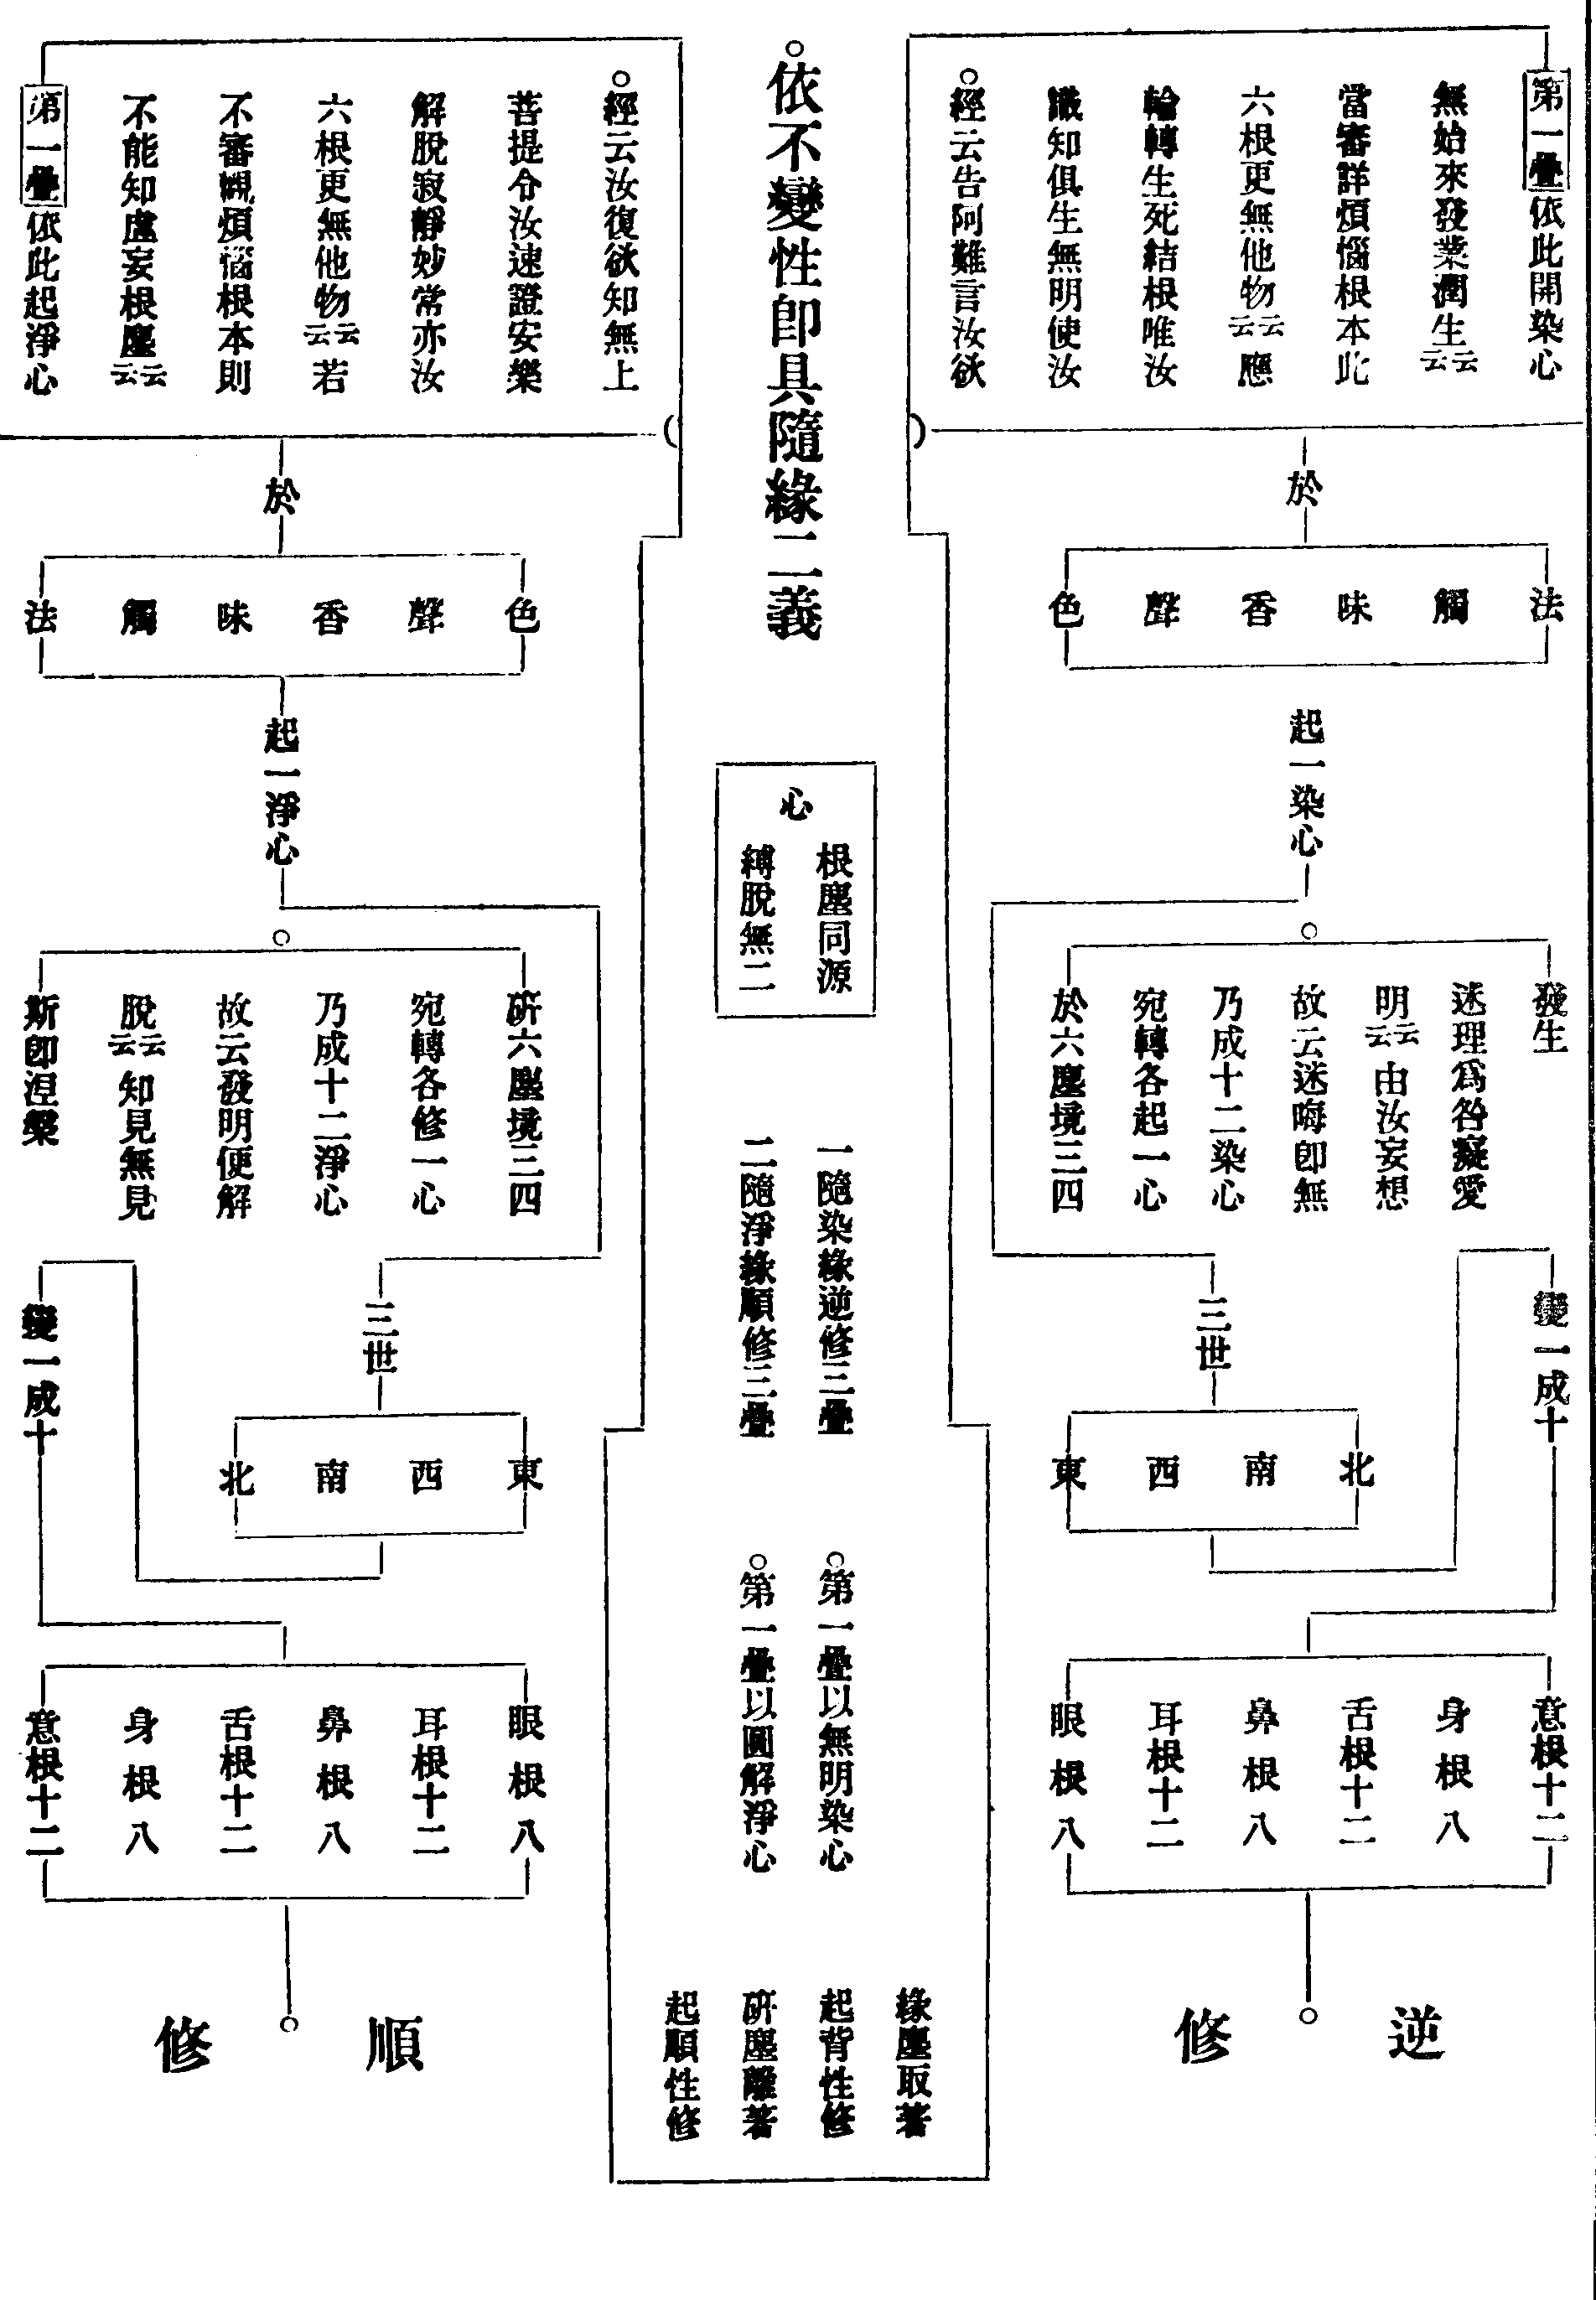 依不變性卽具隨緣二義
心
根塵同源
縛脫無二
一隨染緣逆修三疊
二隨淨緣順修三疊
第一疊以無明染心
第一疊以圓解淨心
緣塵取著
起背性修
硏塵離著
起順性修
經云告阿難言汝欲
識知俱生無明使汝
輪轉生死結根唯汝
六根更無他物云云應
當審詳煩惱根本此
無始來發業潤生云云
第一疊依此開染心
於
色
聲
香
味
觸
法
起一染心
於六塵境三四
宛轉各起一心
乃成十二染心
故云迷晦卽無
明云云由汝妄想
迷理爲咎癡愛
發生
三世
東
西
南
北
變一成十
眼根八
耳根十二
鼻根八
舌根十二
身根八
意根十二
逆修
經云汝復欲知無上
菩提令汝速證安樂
解脫寂靜妙常亦汝
六根更無他物云云若
不審觀煩惱根本則
不能知虛妄根塵云云
第一疊依此起淨心
於
色
聲
香
味
觸
法
起一淨心
硏六塵境三四
宛轉各修一心
乃成十二淨心
故云發明便解
脫云云知見無見
斯卽涅槃
三世
東
西
南
北
變一成十
眼根八
耳根十二
鼻根八
舌根十二
身根八
意根十二
順修